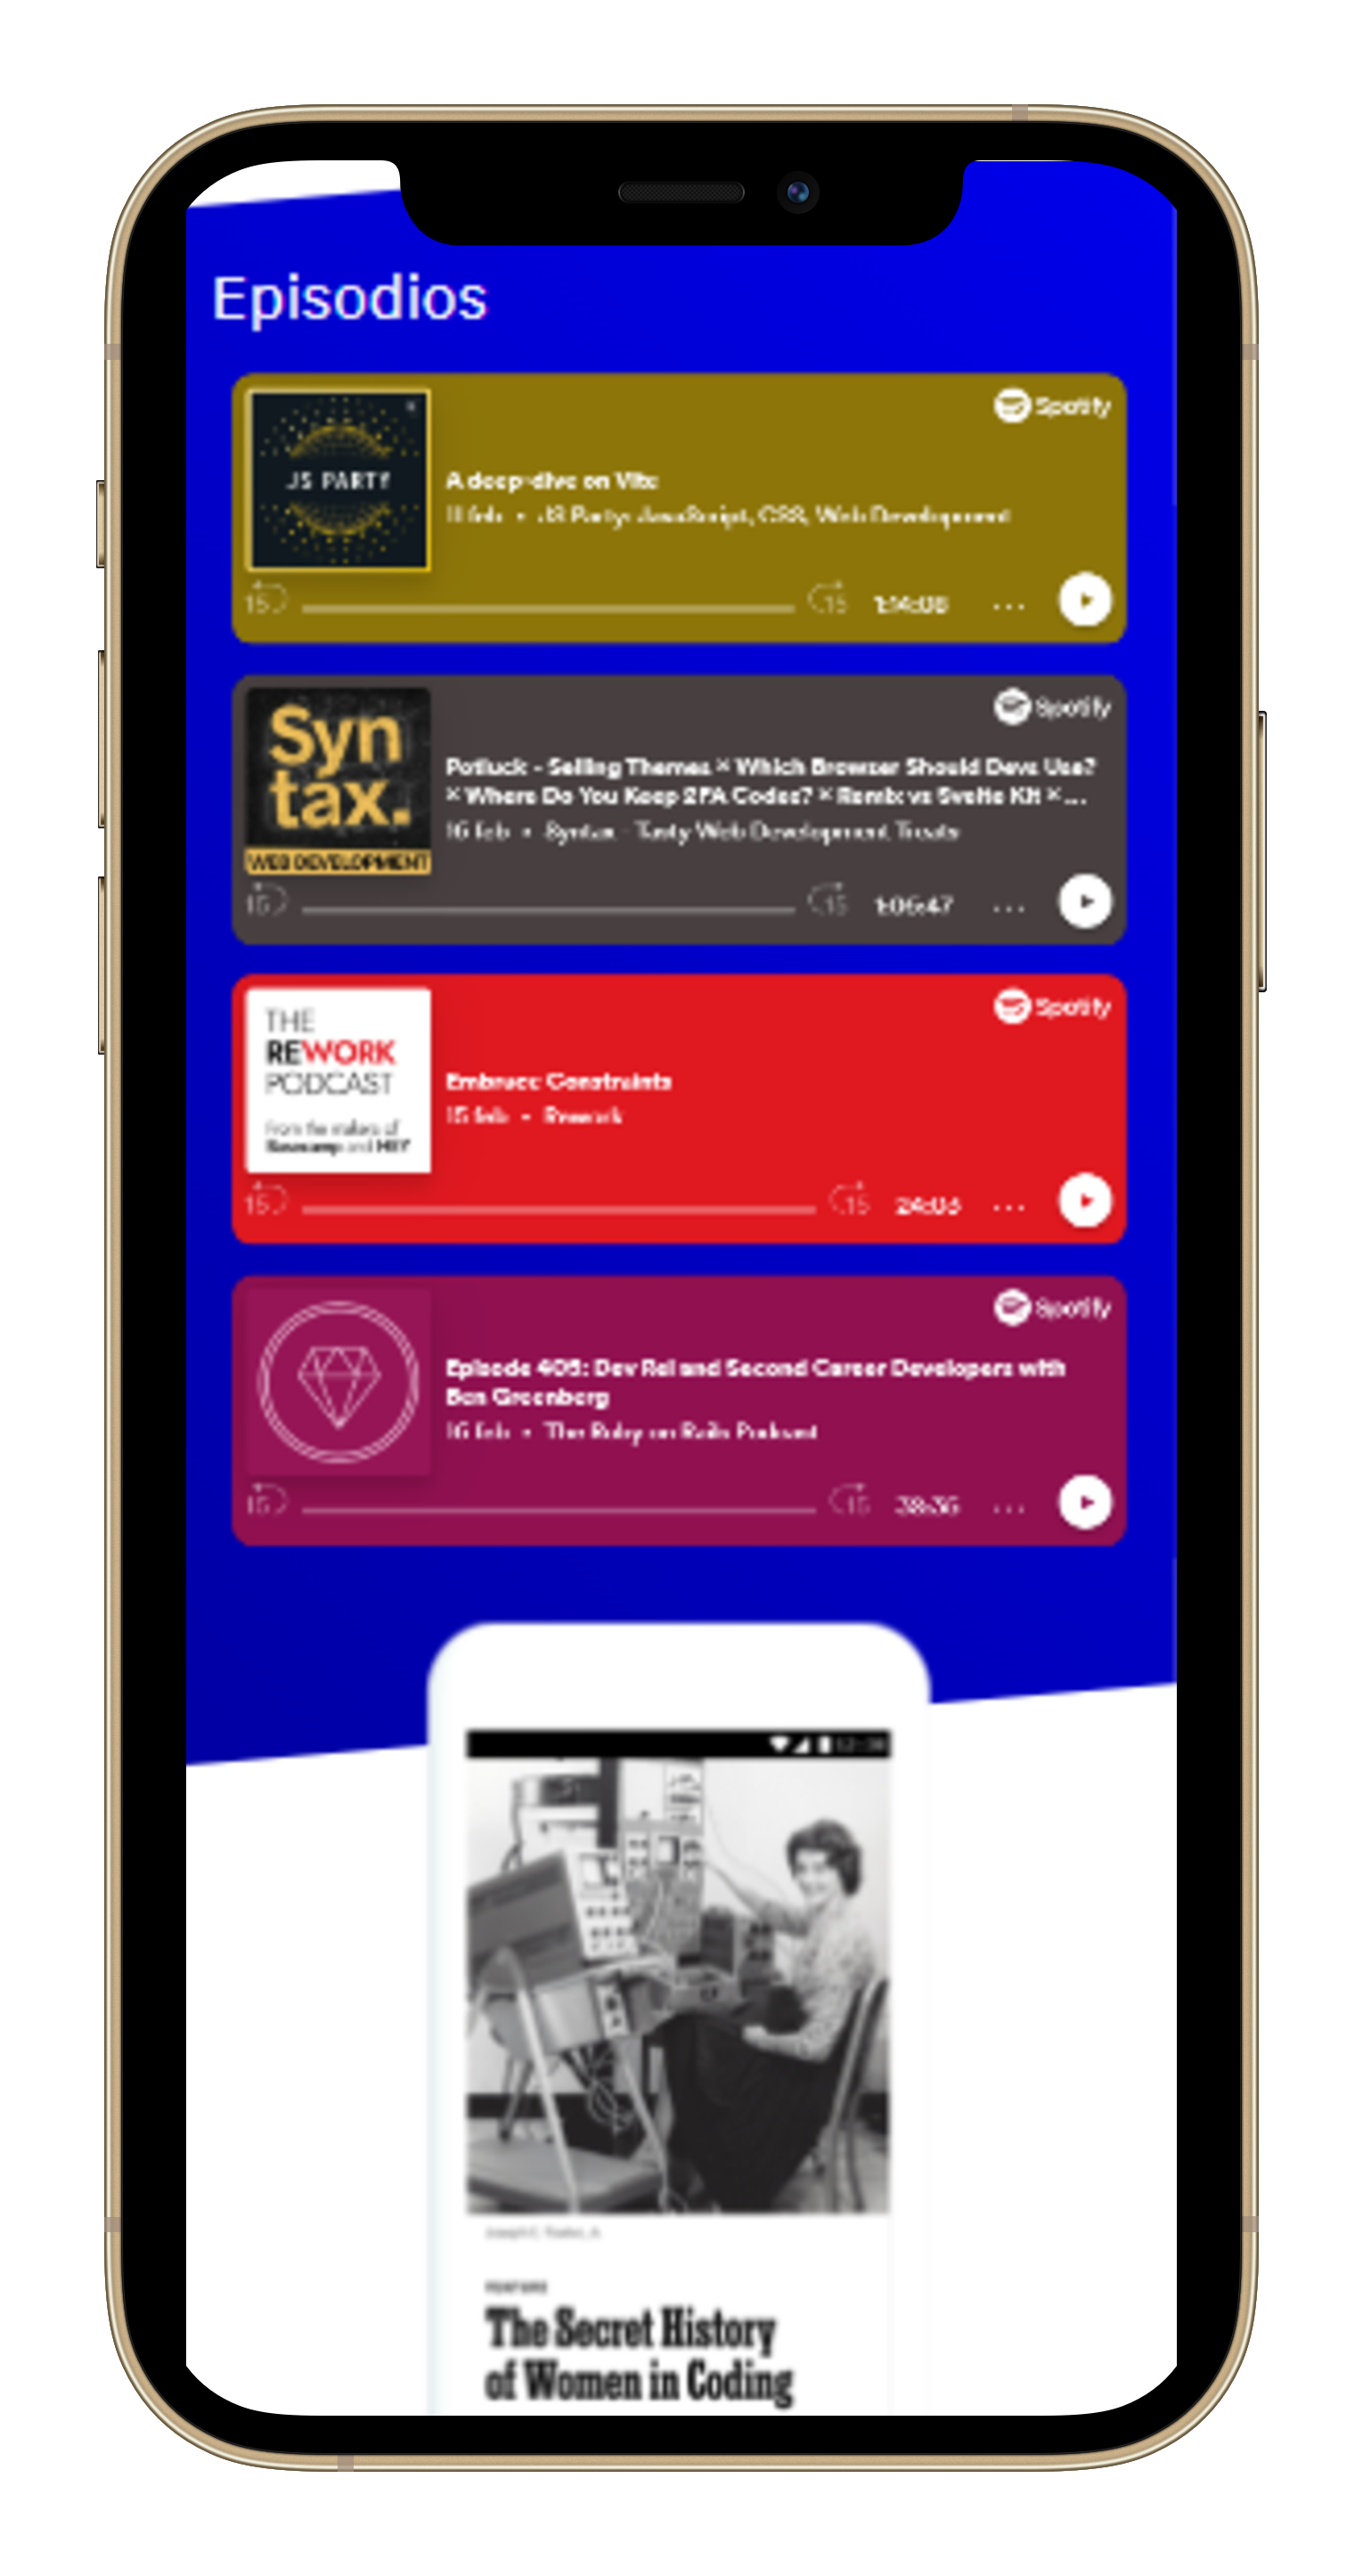 Episodios
JS PARTY
Spotify
A deep-dive on Vite
11 feb • JS Party: JavaScript, CSS, Web Development
15
15
1:14:08
...
Syn
tax.
WEB DEVELOPMENT
Spotify
Potluck - Selling Themes × Which Browser Should Devs Use?
× Where Do You Keep 2FA Codes? × Remix vs Svelte Kit × ...
16 feb • Syntax - Tasty Web Development Treats
15
15
1:05:47
...
THE
REWORK
PODCAST
From the makers of
Basecamp and HEY
Spotify
Embrace Constraints
15 feb • Rework
15
15
24:03
...
Spotify
Episode 405: Dev Rel and Second Career Developers with
Ben Greenberg
16 feb • The Ruby on Rails Podcast
15
15
38:36
...
FEATURE
The Secret History
of Women in Coding